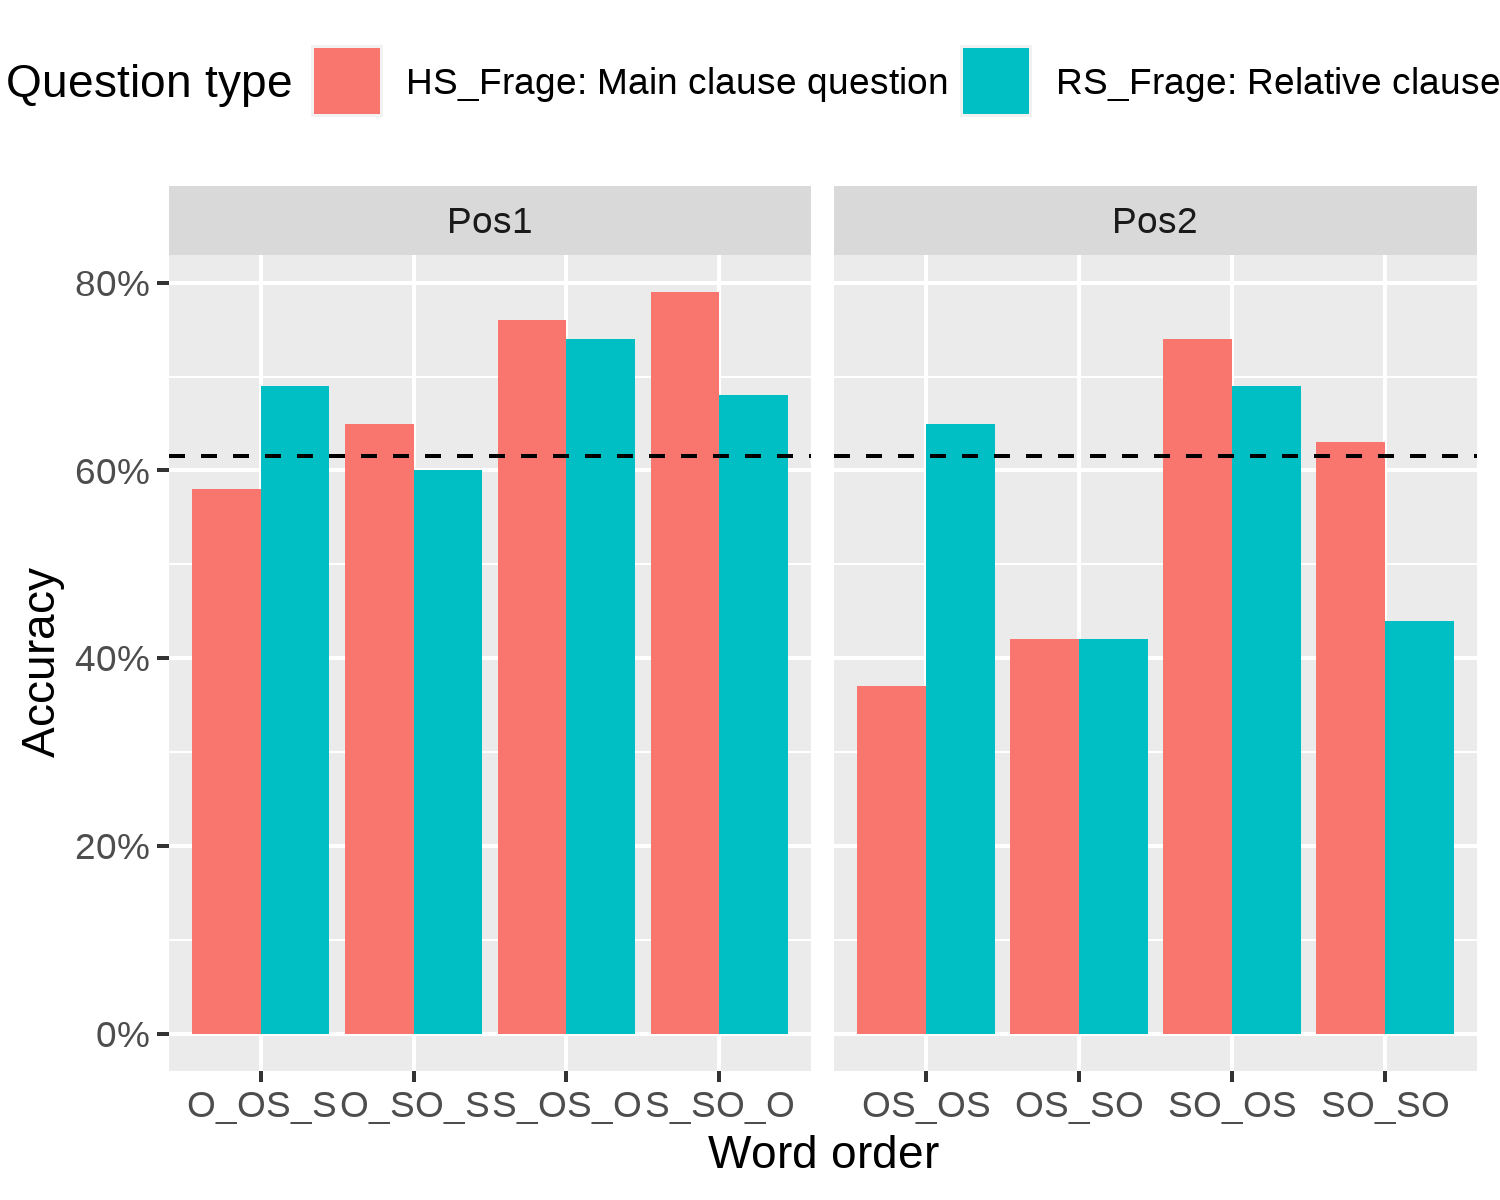 Question type HS_Frage: Main clause question RS_Frage: Relative clause
Pos1 Pos2
80%
60%
40%
20%
0%
Accuracy
O_OS_S O_SO_S S_OS_O S_SO_O OS_OS OS_SO SO_OS SO_SO
Word order